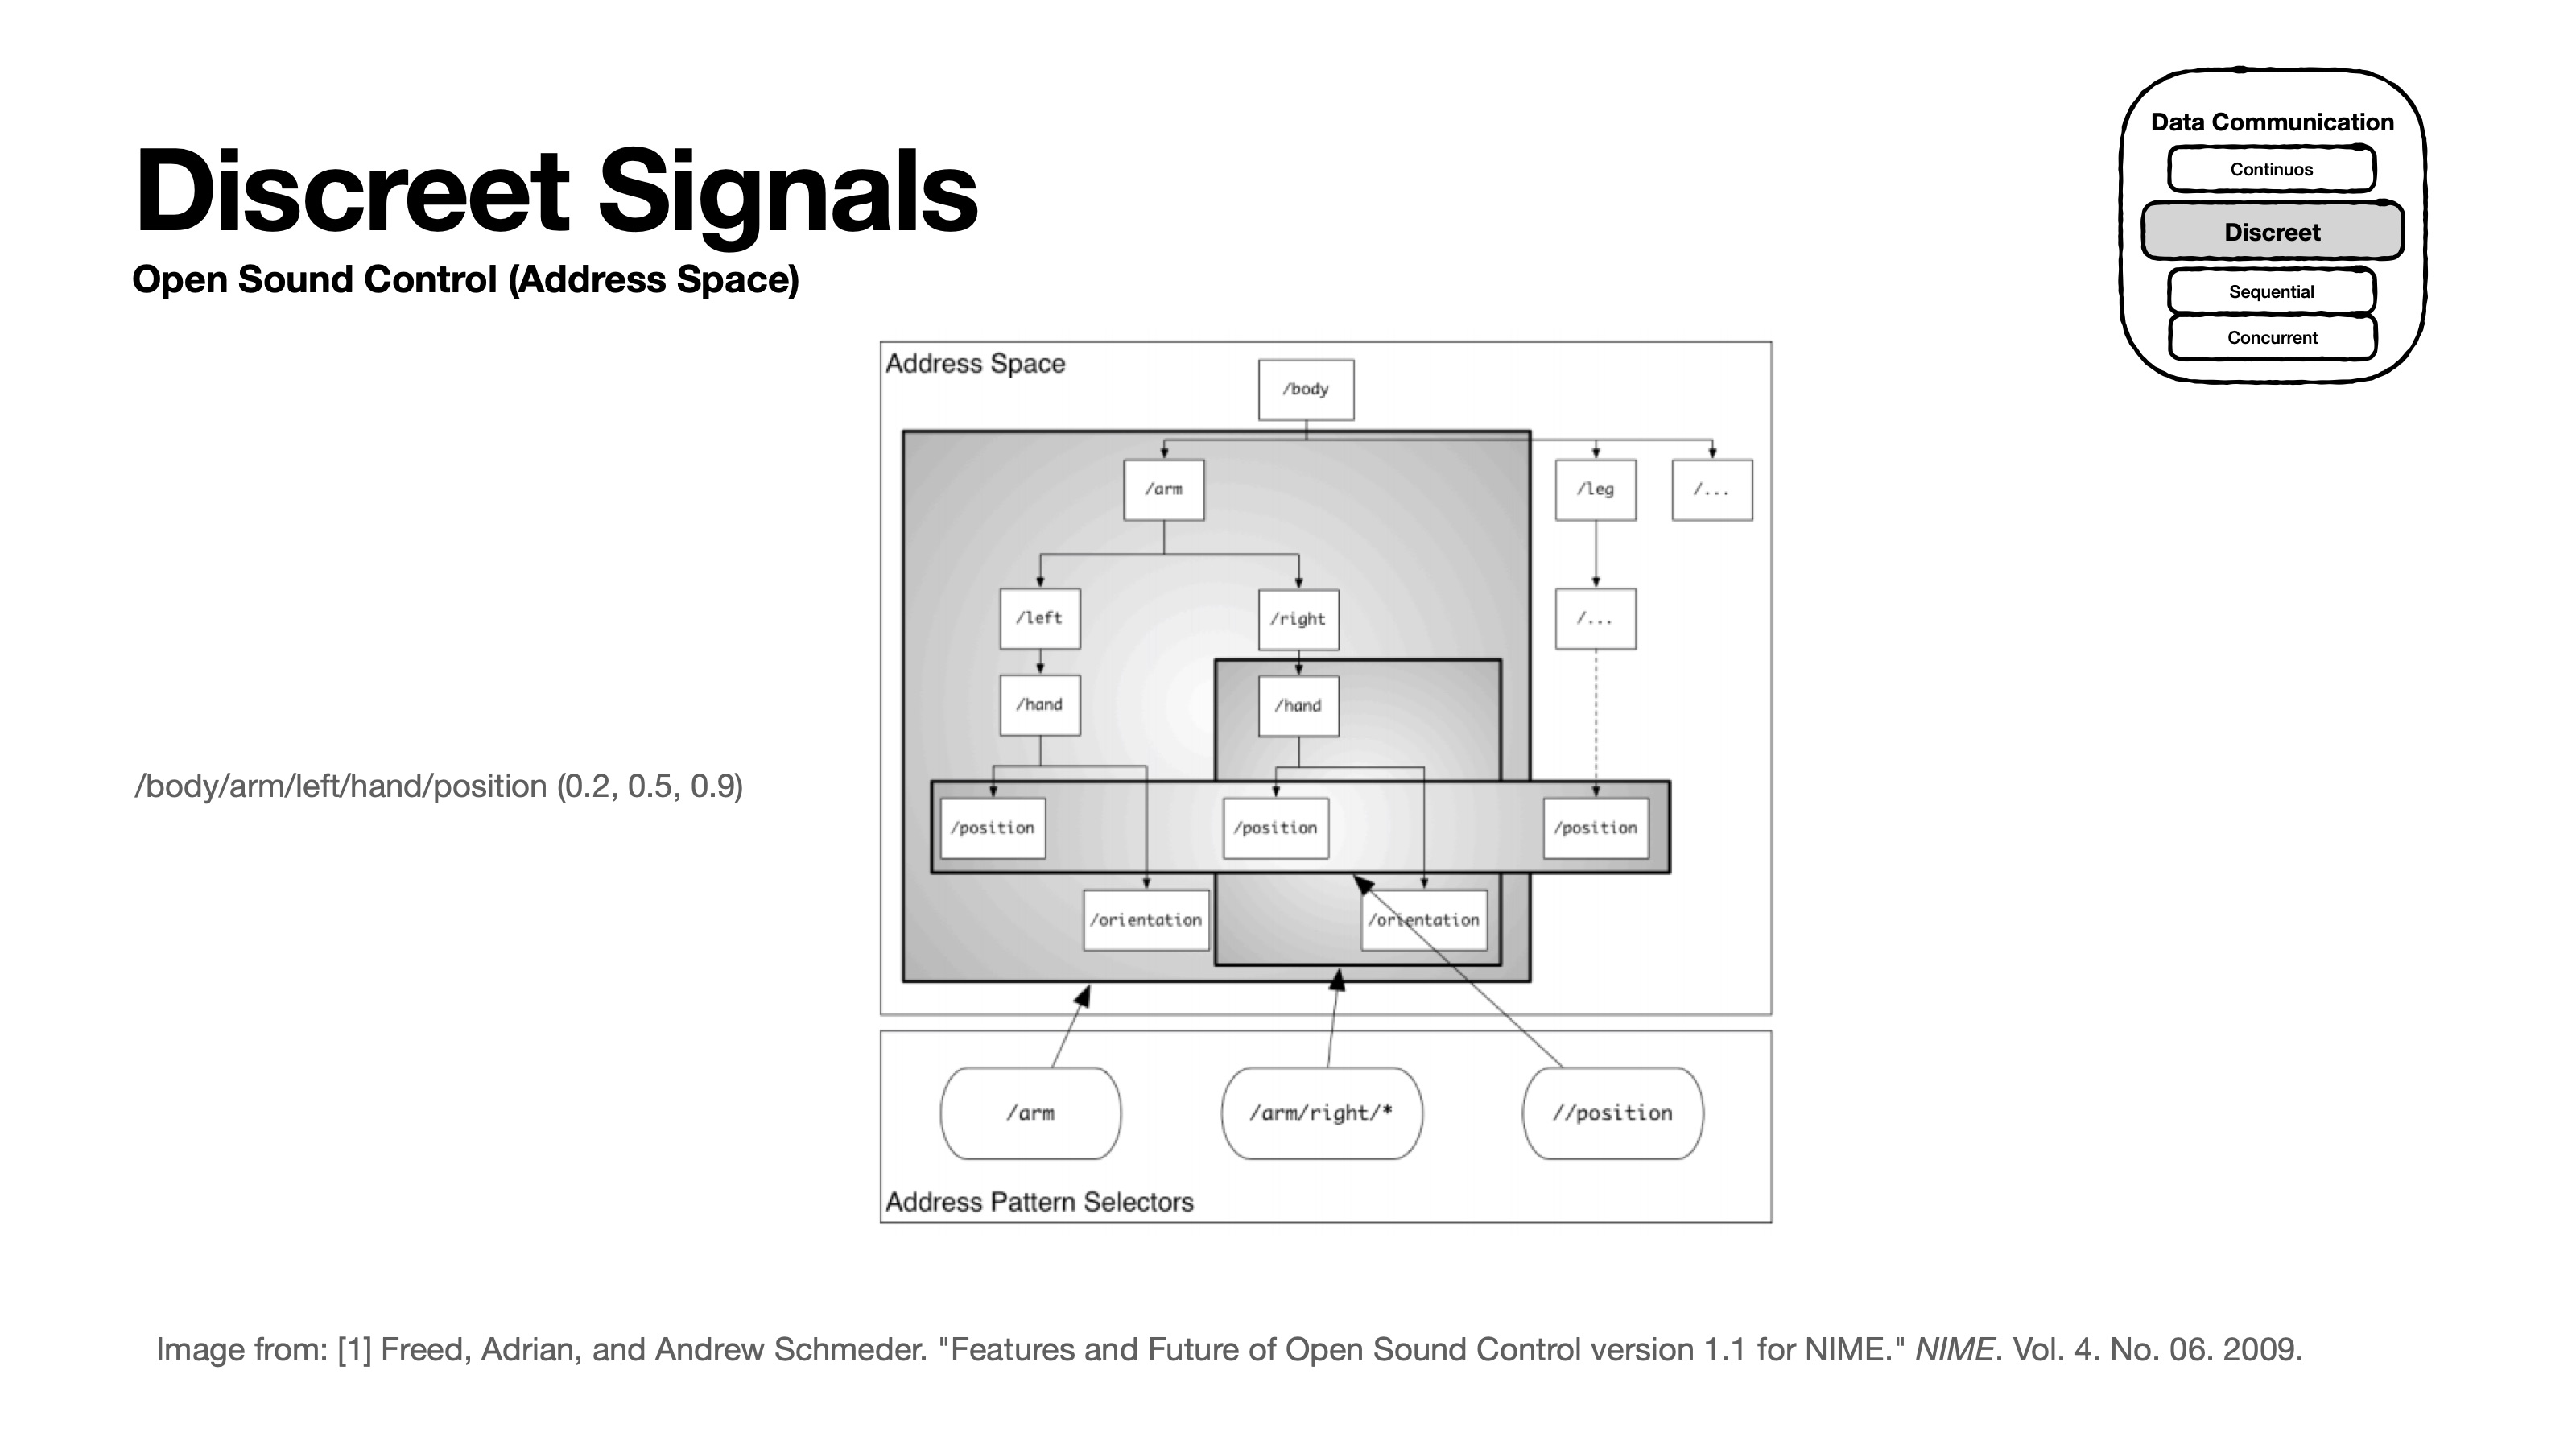 Discreet Signals
Open Sound Control (Address Space)
Data Communication
Continuos
Discreet
Sequential
Concurrent
/body/arm/left/hand/position (0.2, 0.5, 0.9)
Address Space
/body
/arm
/leg
/...
/left
/right
/...
/hand
/hand
/position
/position
/position
/orientation
/orientation
/arm
/arm/right/*
//position
Address Pattern Selectors
Image from: [1] Freed, Adrian, and Andrew Schmeder. "Features and Future of Open Sound Control version 1.1 for NIME." NIME. Vol. 4. No. 06. 2009.